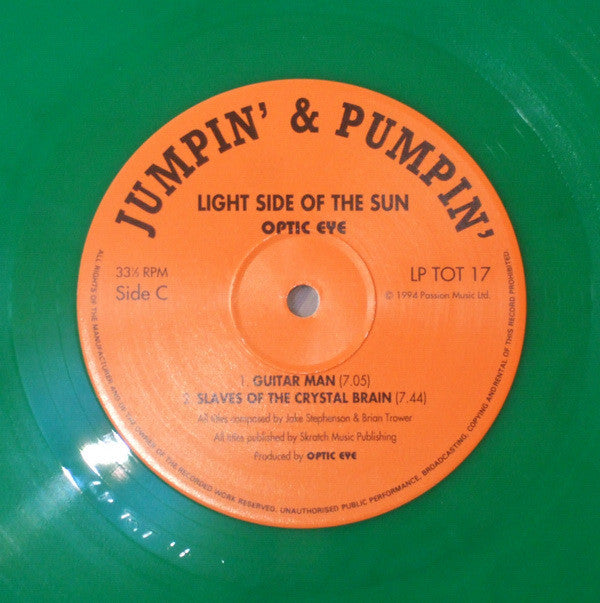 JUMPIN' & PUMPIN'
LIGHT SIDE OF THE SUN
OPTIC EYE
33⅓ RPM
Side C
LP TOT 17
℗ © 1994 Passion Music Ltd.
1. GUITAR MAN (7.05)
2. SLAVES OF THE CRYSTAL BRAIN (7.44)
All titles composed by Jake Stephenson & Brian Trower
All titles published by Skratch Music Publishing
Produced by OPTIC EYE
ALL RIGHTS OF THE MANUFACTURER AND OF THE OWNER OF THE RECORDED WORK RESERVED. UNAUTHORISED PUBLIC PERFORMANCE, BROADCASTING, COPYING AND RENTAL OF THIS RECORD PROHIBITED